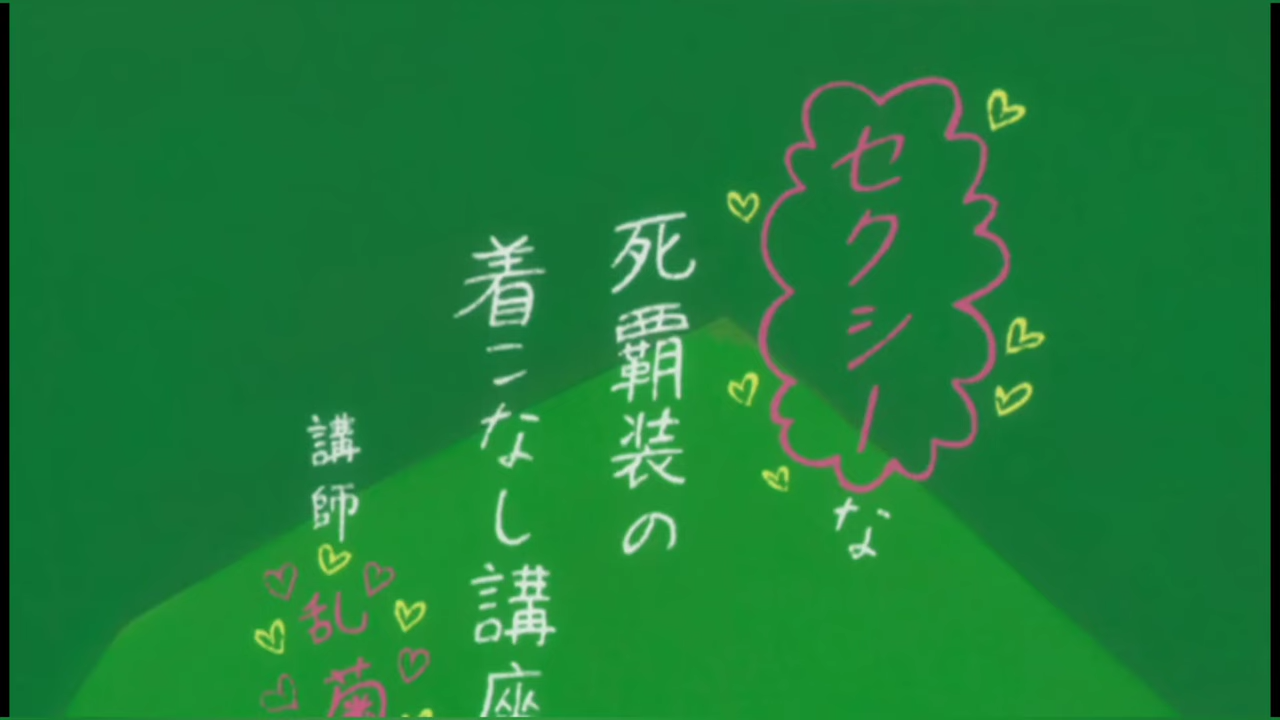 セクシーな
死覇装の
着こなし講座
講師
乱菊